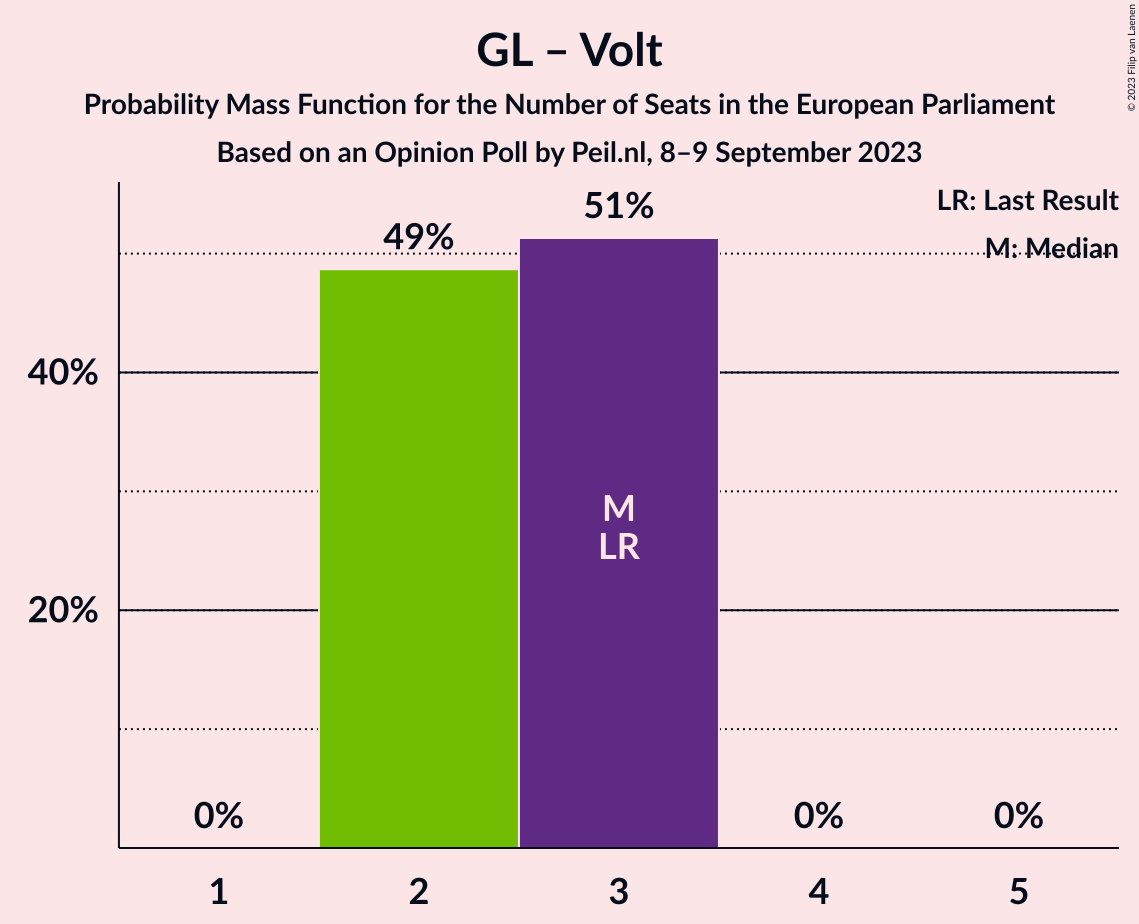 GL – Volt
Probability Mass Function for the Number of Seats in the European Parliament
Based on an Opinion Poll by Peil.nl, 8–9 September 2023
© 2023 Filip van Laenen
LR: Last Result
M: Median
40%
20%
0%
49%
51%
0%
0%
M
LR
1
2
3
4
5